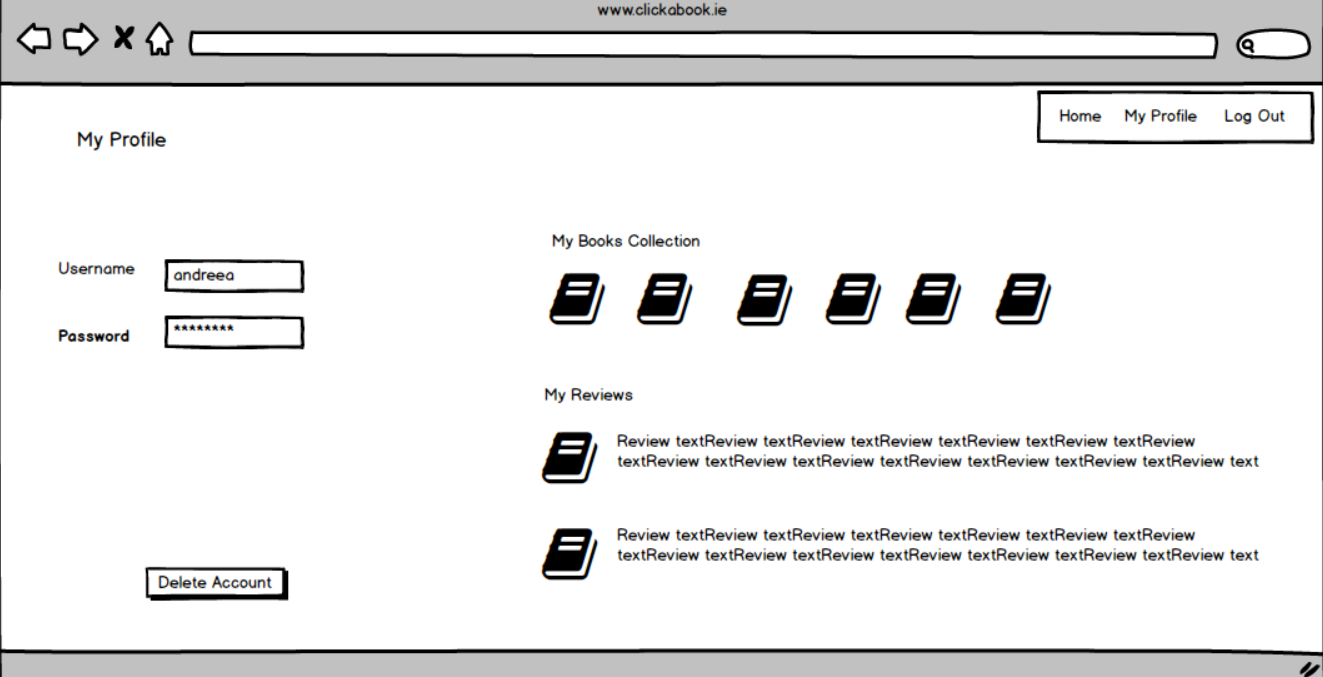 www.clickabook.ie
Home My Profile Log Out
My Profile
Username andreea
Password ********
Delete Account
My Books Collection
My Reviews
Review textReview textReview textReview textReview textReview textReview
textReview textReview textReview textReview textReview textReview textReview text
Review textReview textReview textReview textReview textReview textReview
textReview textReview textReview textReview textReview textReview textReview text